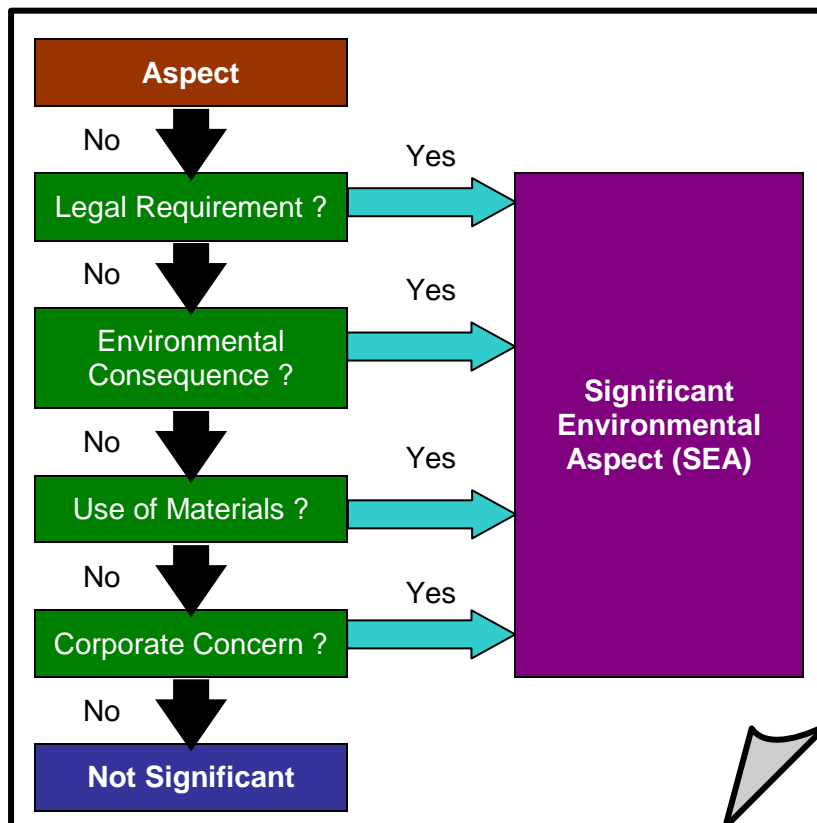 Aspect
No
Yes
Legal Requirement ?
No
Yes
Environmental
Consequence ?
Significant
Environmental
Aspect (SEA)
No
Yes
Use of Materials ?
No
Yes
Corporate Concern ?
No
Not Significant